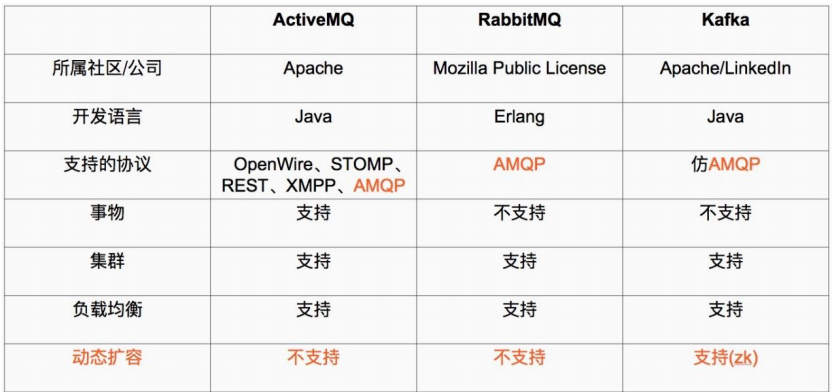 ActiveMQ RabbitMQ Kafka
所属社区/公司 Apache Mozilla Public License Apache/LinkedIn
开发语言 Java Erlang Java
支持的协议 OpenWire、STOMP、 AMQP 仿AMQP
REST、XMPP、AMQP
事物 支持 不支持 不支持
集群 支持 支持 支持
负载均衡 支持 支持 支持
动态扩容 不支持 不支持 支持(zk)